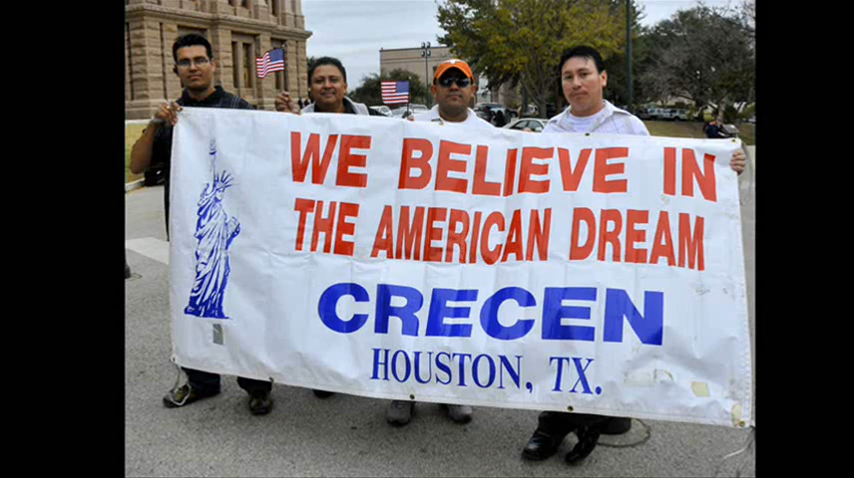 WE BELIEVE IN
THE AMERICAN DREAM
CRECEN
HOUSTON, TX.